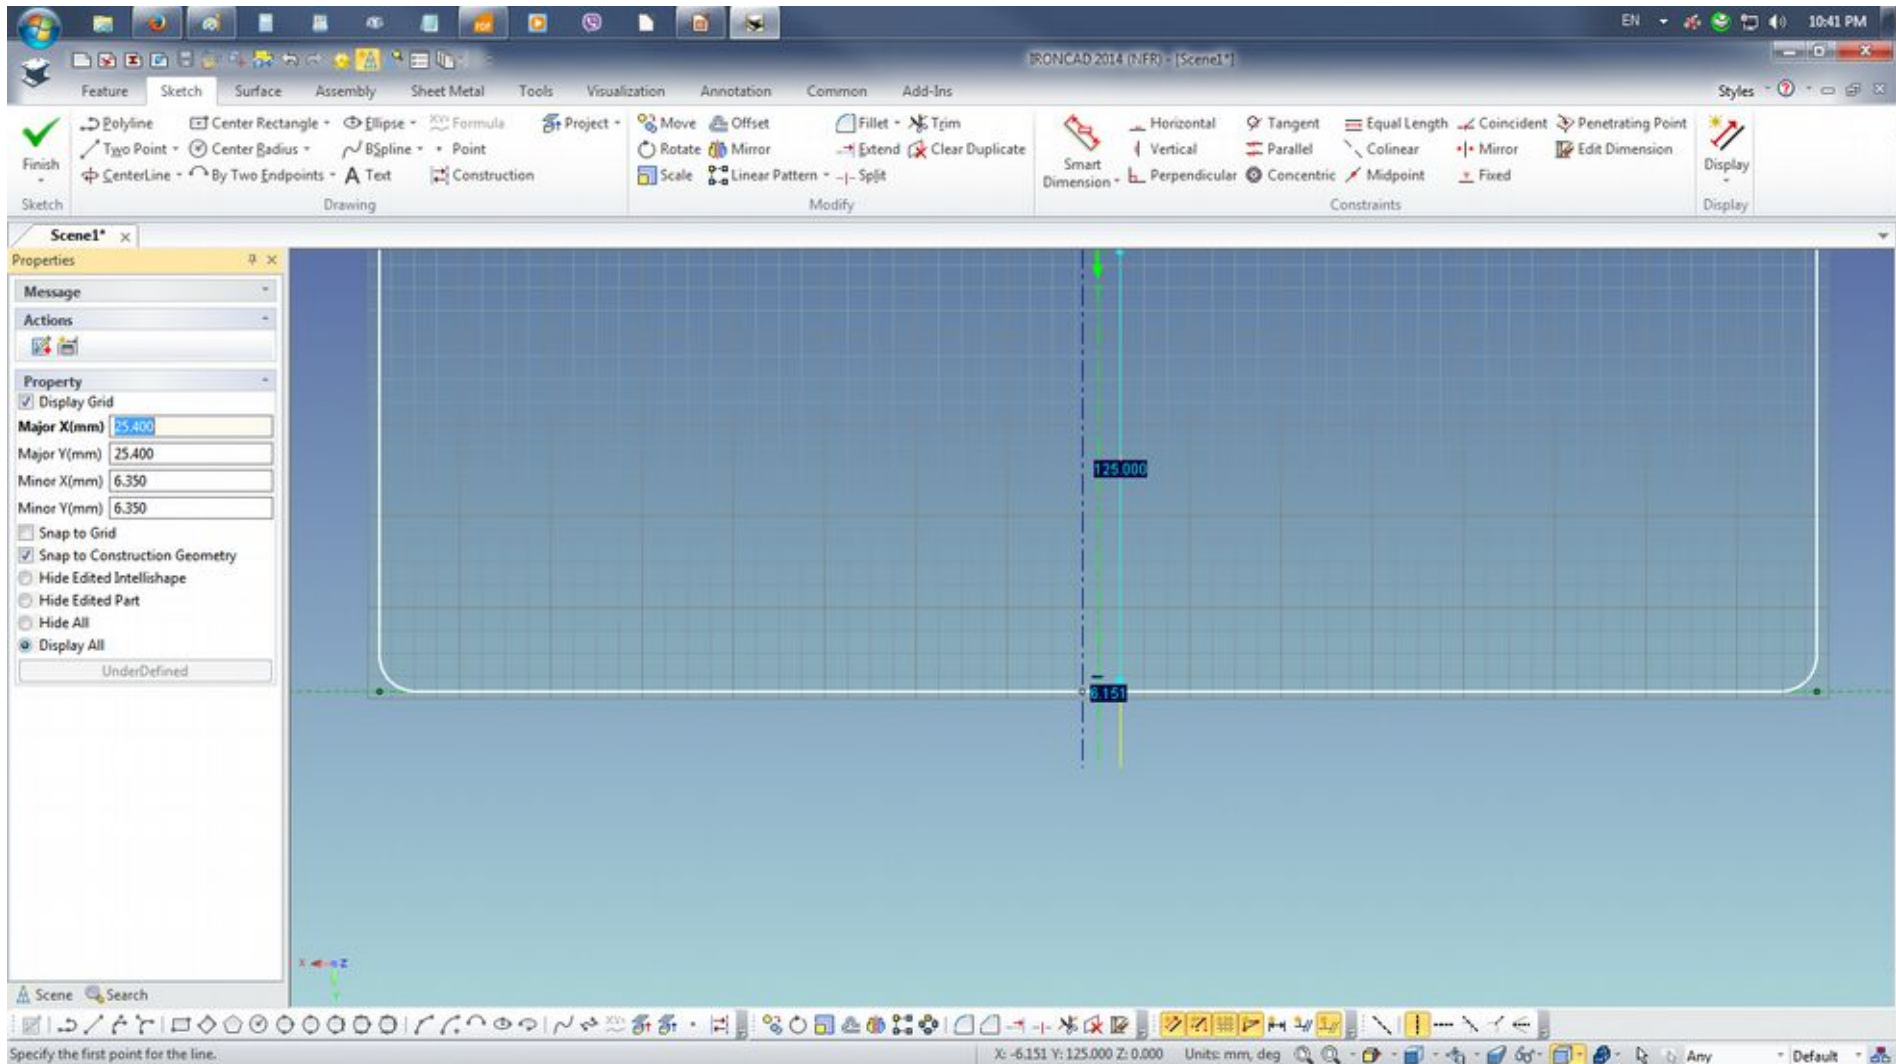 EN 10:41 PM
IRONCAD 2014 (NFR) - [Scene1*]
Feature Sketch Surface Assembly Sheet Metal Tools Visualization Annotation Common Add-Ins Styles
Polyline Center Rectangle Ellipse Formula Project Move Offset Fillet Trim Horizontal Tangent Equal Length Coincident Penetrating Point
Two Point Center Radius BSpline Point Rotate Mirror Extend Clear Duplicate Vertical Parallel Colinear Mirror Edit Dimension
Finish Smart Display
CenterLine By Two Endpoints A Text Construction Scale Linear Pattern Split Dimension Perpendicular Concentric Midpoint Fixed
Sketch Drawing Modify Constraints Display
Scene1*
Properties
Message
Actions
Property
Display Grid
Major X(mm) 25.400
Major Y(mm) 25.400
Minor X(mm) 6.350
Minor Y(mm) 6.350
Snap to Grid
Snap to Construction Geometry
Hide Edited Intellishape
Hide Edited Part
Hide All
Display All
UnderDefined
125.000
6.151
X Z
Y
Scene Search
Specify the first point for the line. X: -6.151 Y: 125.000 Z: 0.000 Units: mm, deg Any Default